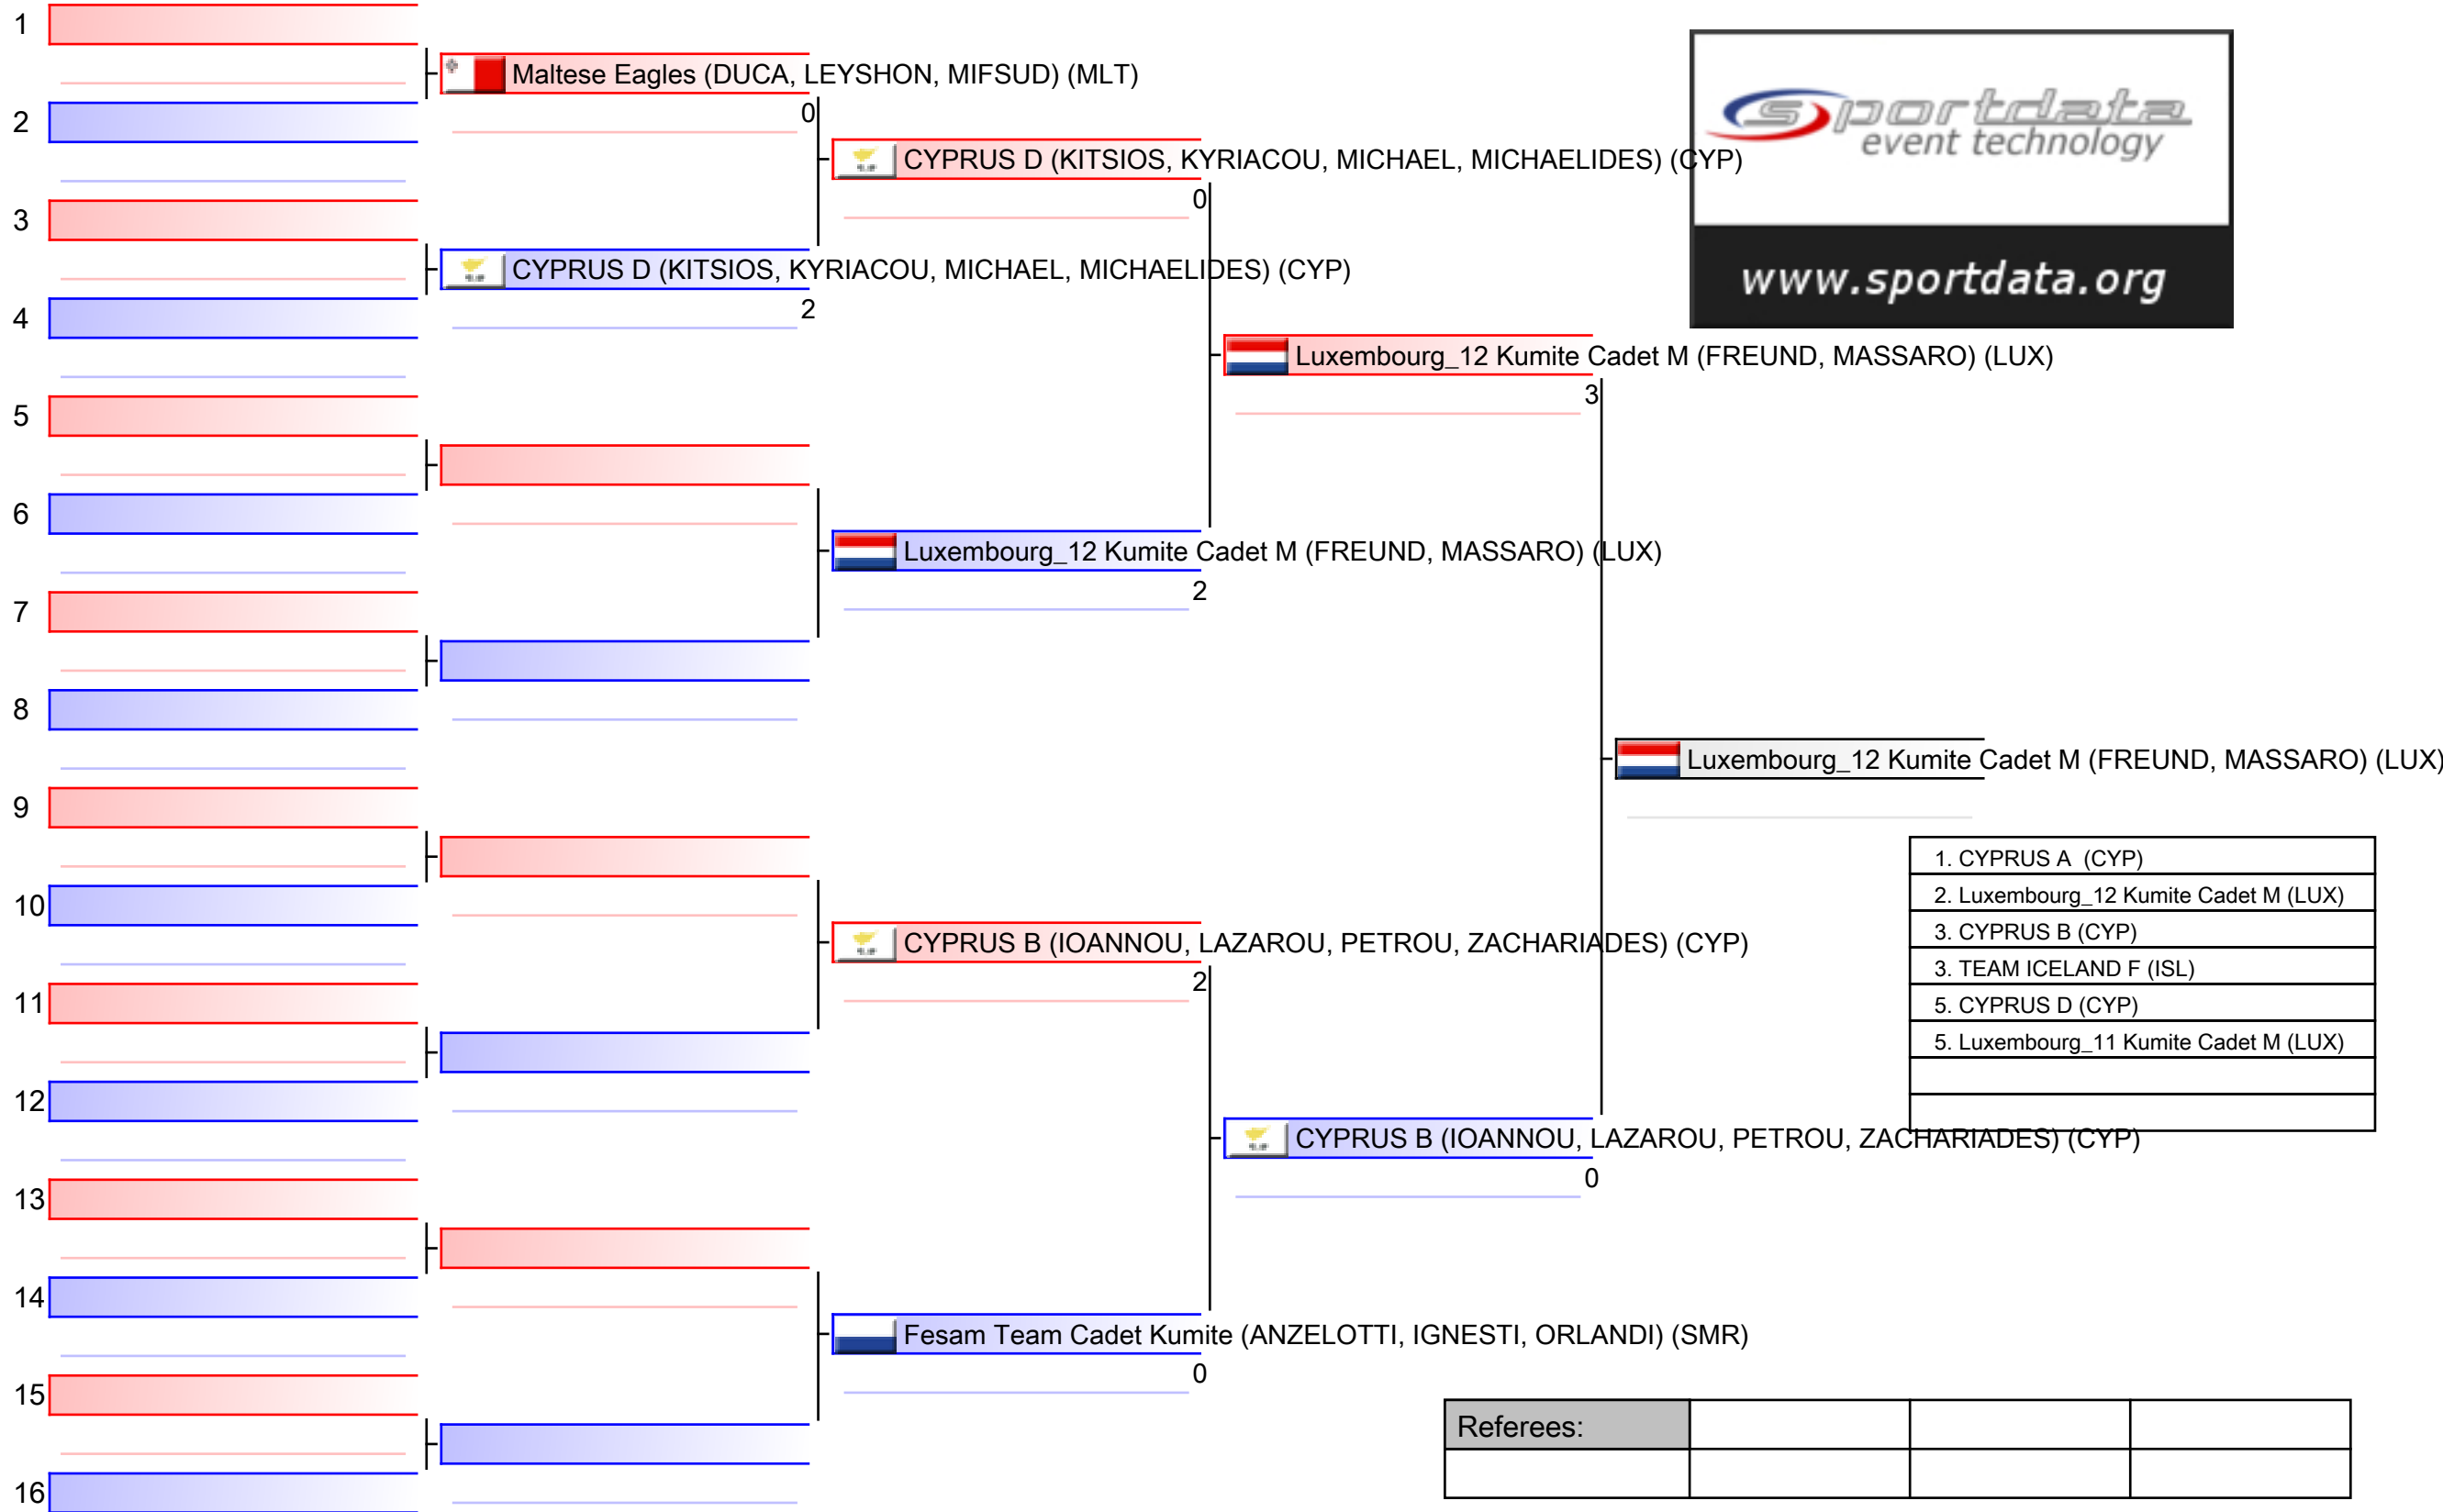 1
Maltese Eagles (DUCA, LEYSHON, MIFSUD) (MLT)
0
2
CYPRUS D (KITSIOS, KYRIACOU, MICHAEL, MICHAELIDES) (CYP)
0
3
CYPRUS D (KITSIOS, KYRIACOU, MICHAEL, MICHAELIDES) (CYP)
2
4
Luxembourg_12 Kumite Cadet M (FREUND, MASSARO) (LUX)
3
5
6
Luxembourg_12 Kumite Cadet M (FREUND, MASSARO) (LUX)
2
7
8
Luxembourg_12 Kumite Cadet M (FREUND, MASSARO) (LUX)
9
10
CYPRUS B (IOANNOU, LAZAROU, PETROU, ZACHARIADES) (CYP)
2
11
12
CYPRUS B (IOANNOU, LAZAROU, PETROU, ZACHARIADES) (CYP)
0
13
14
Fesam Team Cadet Kumite (ANZELOTTI, IGNESTI, ORLANDI) (SMR)
0
15
16
sportdata
event technology
www.sportdata.org
1. CYPRUS A (CYP)
2. Luxembourg_12 Kumite Cadet M (LUX)
3. CYPRUS B (CYP)
3. TEAM ICELAND F (ISL)
5. CYPRUS D (CYP)
5. Luxembourg_11 Kumite Cadet M (LUX)
Referees: